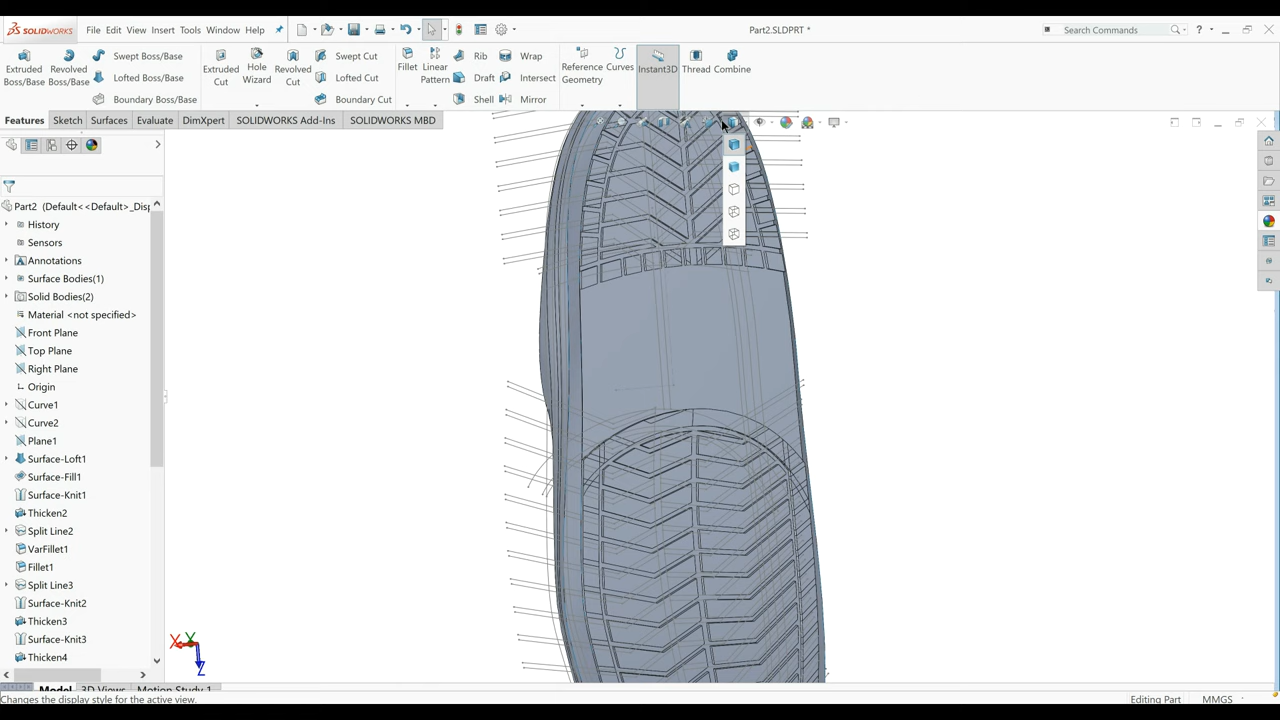 SOLIDWORKS File Edit View Insert Tools Window Help Part2.SLDPRT * Search Commands ?
Extruded Boss/Base Revolved Boss/Base Swept Boss/Base Lofted Boss/Base Boundary Boss/Base
Extruded Cut Hole Wizard Revolved Cut Swept Cut Lofted Cut Boundary Cut
Fillet Linear Pattern Rib Draft Shell Wrap Intersect Mirror
Reference Geometry Curves Instant3D Thread Combine
Features Sketch Surfaces Evaluate DimXpert SOLIDWORKS Add-Ins SOLIDWORKS MBD
Part2 (Default<<Default>_Disp
History
Sensors
Annotations
Surface Bodies(1)
Solid Bodies(2)
Material <not specified>
Front Plane
Top Plane
Right Plane
Origin
Curve1
Curve2
Plane1
Surface-Loft1
Surface-Fill1
Surface-Knit1
Thicken2
Split Line2
VarFillet1
Fillet1
Split Line3
Surface-Knit2
Thicken3
Surface-Knit3
Thicken4
X Y
Z
Model 3D Views Motion Study 1
Changes the display style for the active view. Editing Part MMGS